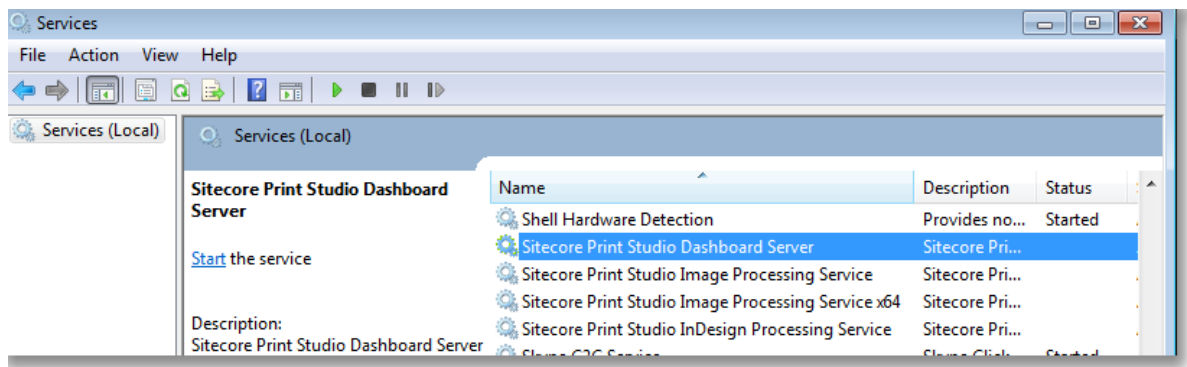 Services
File Action View Help
Services (Local)
Services (Local)
Sitecore Print Studio Dashboard
Server
Start the service
Description:
Sitecore Print Studio Dashboard Server
Name Description Status
Shell Hardware Detection Provides no... Started
Sitecore Print Studio Dashboard Server Sitecore Pri...
Sitecore Print Studio Image Processing Service Sitecore Pri...
Sitecore Print Studio Image Processing Service x64 Sitecore Pri...
Sitecore Print Studio InDesign Processing Service Sitecore Pri...